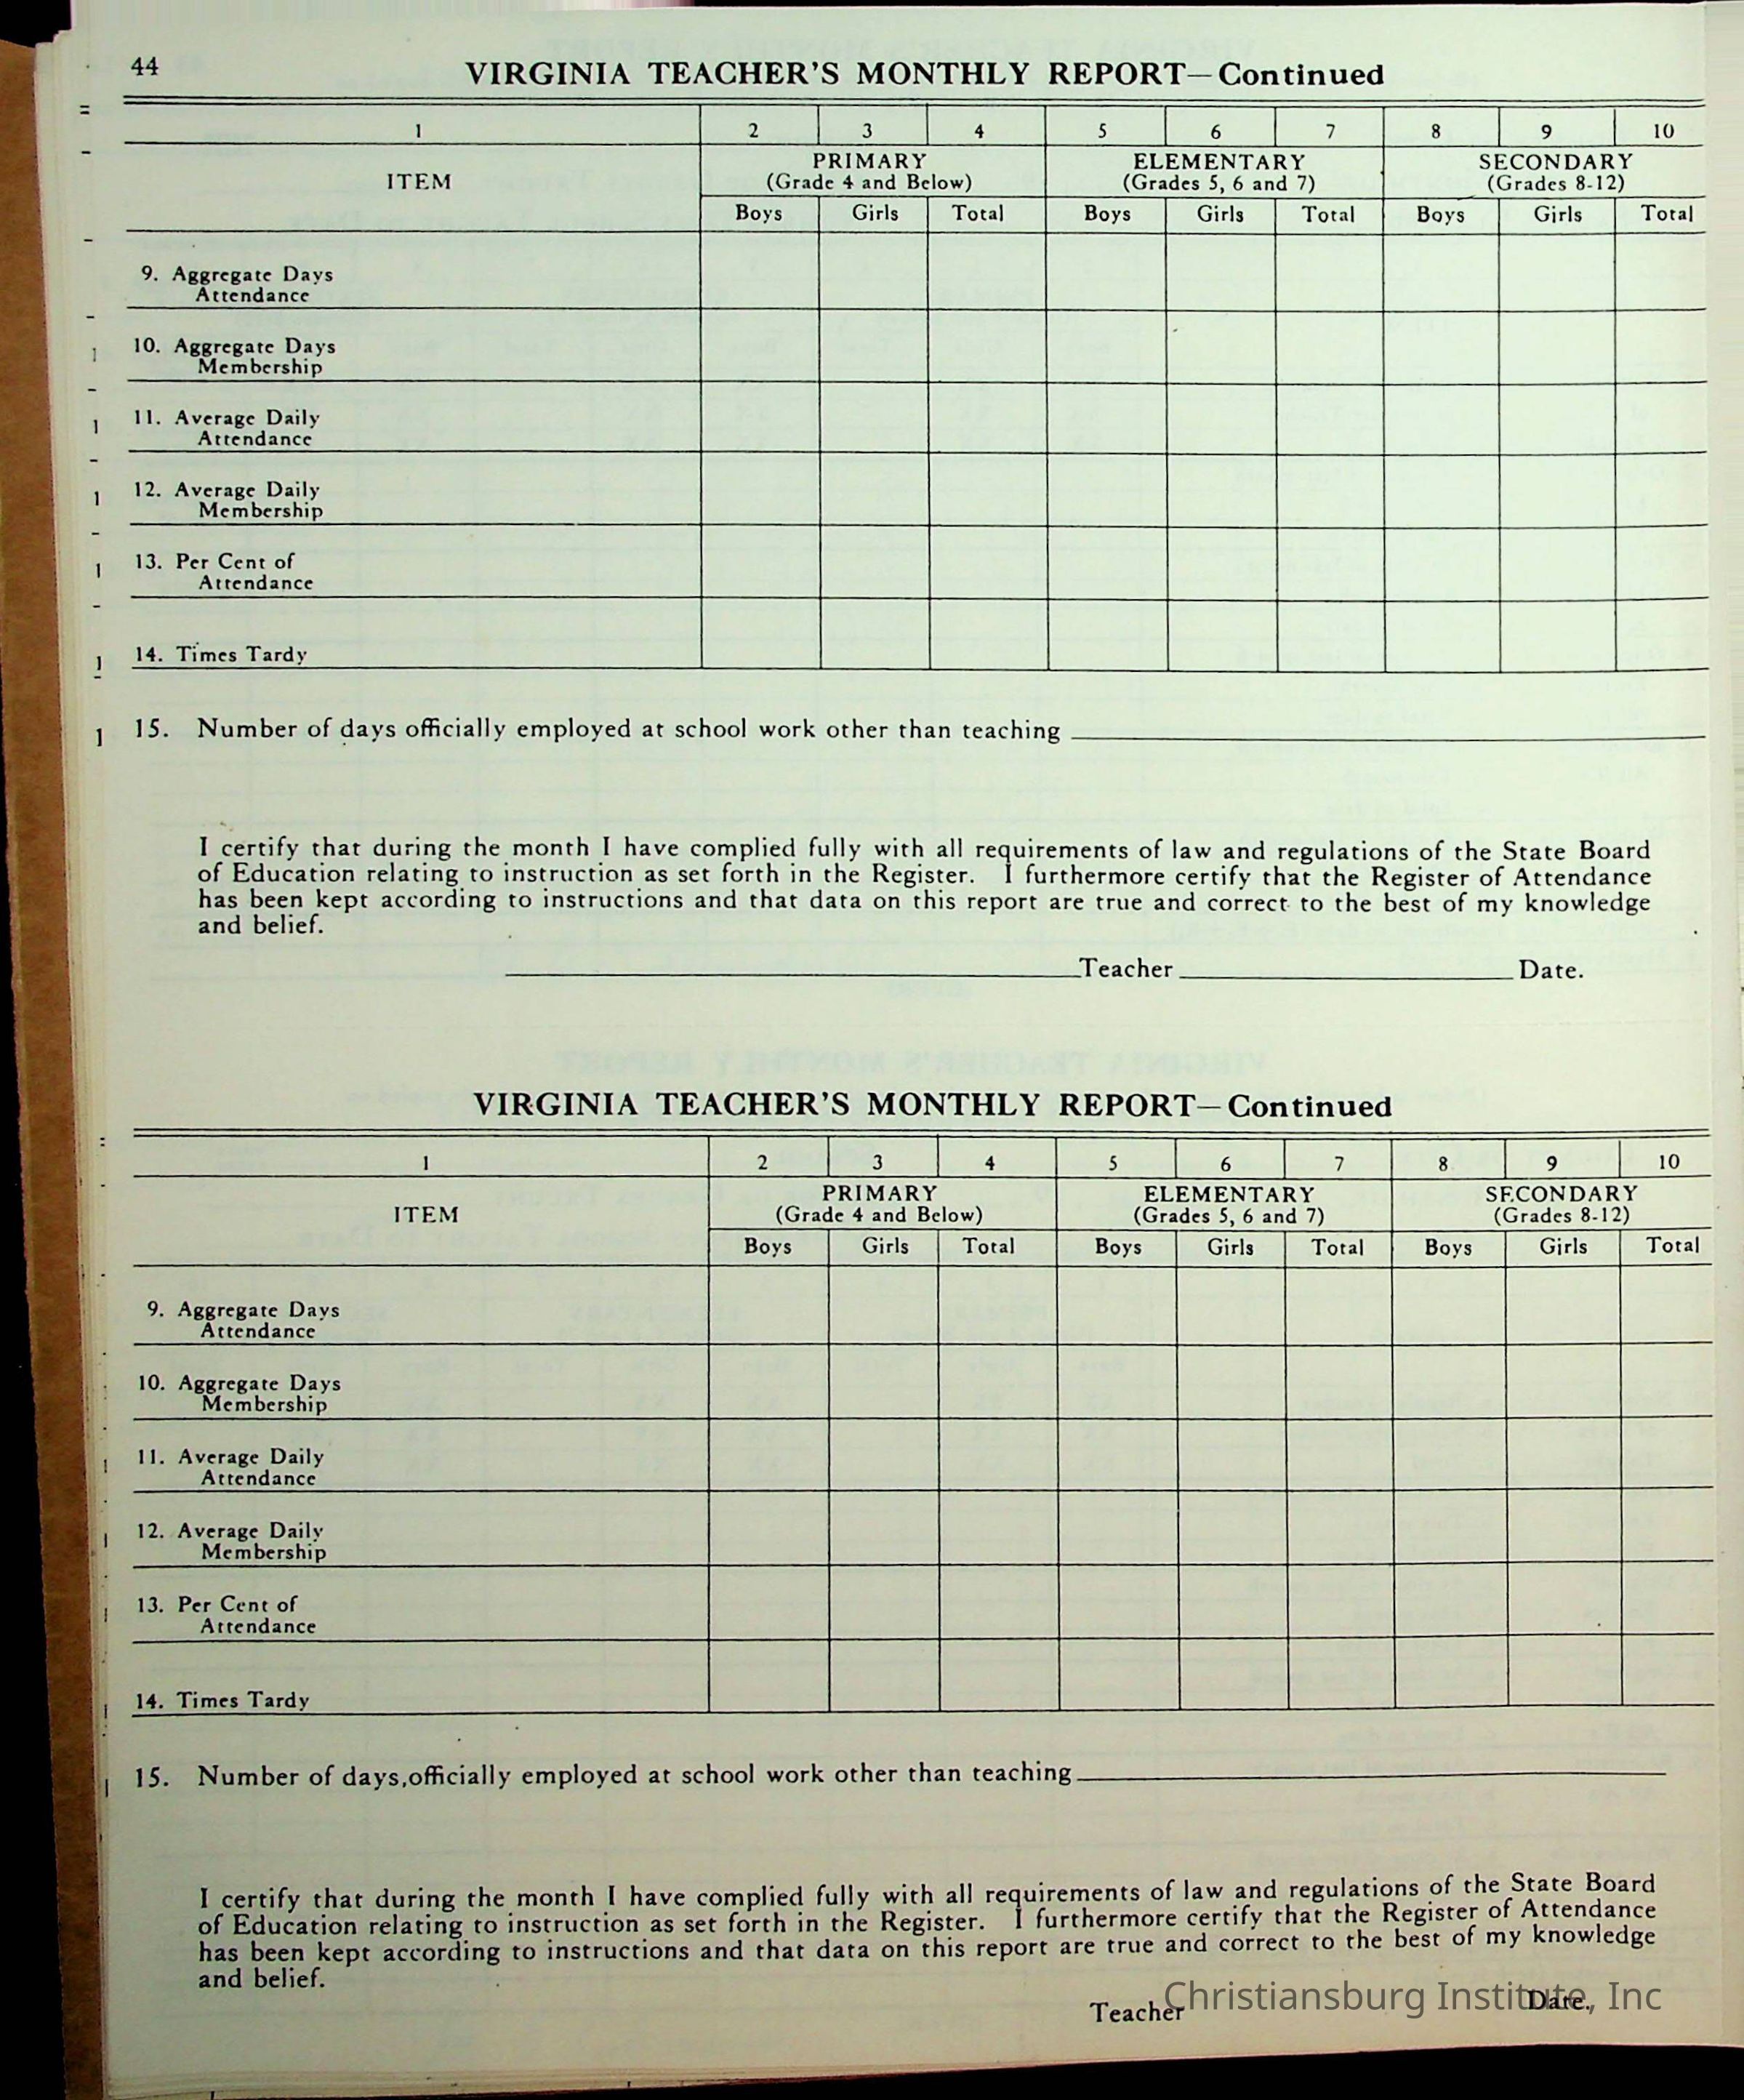 44
VIRGINIA TEACHER'S MONTHLY REPORT—Continued
1 2 3 4 5 6 7 8 9 10
ITEM
PRIMARY ELEMENTARY SECONDARY
(Grade 4 and Below) (Grades 5, 6 and 7) (Grades 8-12)
Boys Girls Total Boys Girls Total Boys Girls Total
9. Aggregate Days
Attendance
10. Aggregate Days
Membership
11. Average Daily
Attendance
12. Average Daily
Membership
13. Per Cent of
Attendance
14. Times Tardy
15. Number of days officially employed at school work other than teaching
I certify that during the month I have complied fully with all requirements of law and regulations of the State Board
of Education relating to instruction as set forth in the Register. I furthermore certify that the Register of Attendance
has been kept according to instructions and that data on this report are true and correct to the best of my knowledge
and belief.
Teacher Date.
VIRGINIA TEACHER'S MONTHLY REPORT—Continued
1 2 3 4 5 6 7 8 9 10
ITEM
PRIMARY ELEMENTARY SECONDARY
(Grade 4 and Below) (Grades 5, 6 and 7) (Grades 8-12)
Boys Girls Total Boys Girls Total Boys Girls Total
9. Aggregate Days
Attendance
10. Aggregate Days
Membership
11. Average Daily
Attendance
12. Average Daily
Membership
13. Per Cent of
Attendance
14. Times Tardy
15. Number of days officially employed at school work other than teaching
I certify that during the month I have complied fully with all requirements of law and regulations of the State Board
of Education relating to instruction as set forth in the Register. I furthermore certify that the Register of Attendance
has been kept according to instructions and that data on this report are true and correct to the best of my knowledge
and belief.
Teacher Date.
Christiansburg Institute, Inc